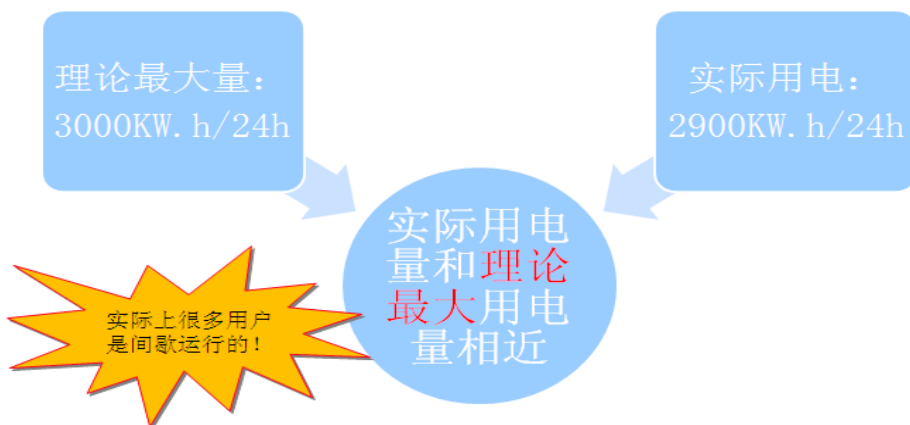 理论最大量：
3000KW.h/24h
实际用电：
2900KW.h/24h
实际用电
量和理论
最大用电
量相近
实际上很多用户
是间歇运行的！